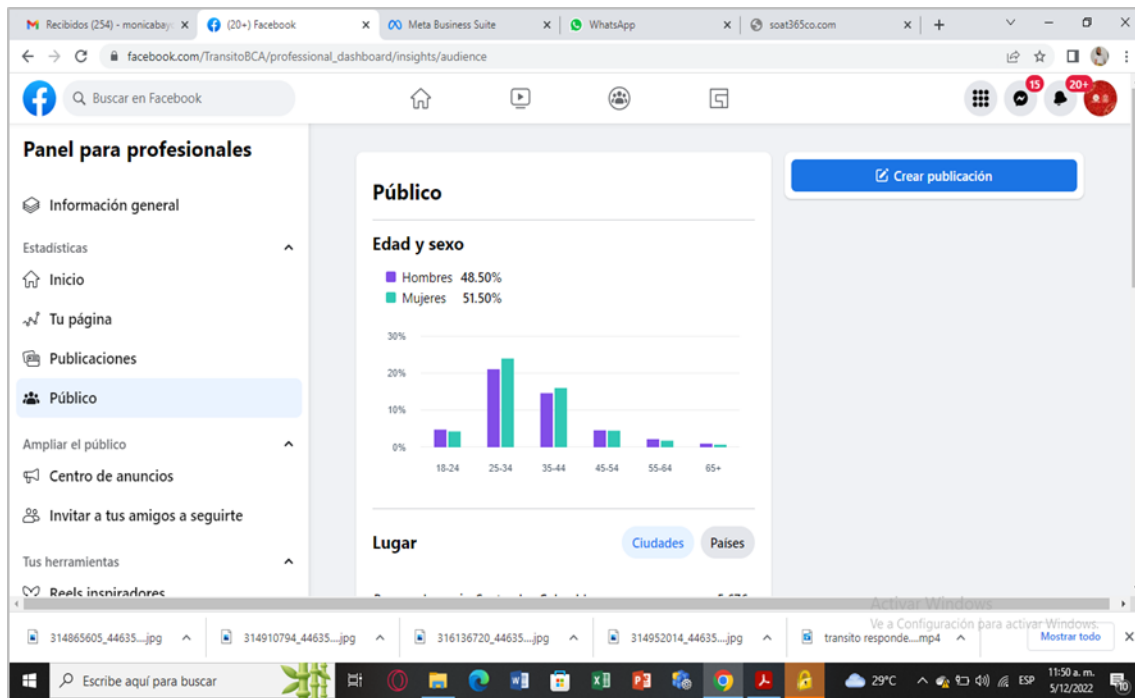 Recibidos (254) - monicabay
(20+) Facebook
Meta Business Suite
WhatsApp
soat365co.com
facebook.com/TransitoBCA/professional_dashboard/insights/audience
Buscar en Facebook
15
20+
Panel para profesionales
Información general
Estadísticas
Inicio
Tu página
Publicaciones
Público
Ampliar el público
Centro de anuncios
Invitar a tus amigos a seguirte
Tus herramientas
Reels inspiradores
Público
Edad y sexo
Hombres 48.50%
Mujeres 51.50%
30%
20%
10%
0%
18-24 25-34 35-44 45-54 55-64 65+
Lugar
Ciudades
Países
Crear publicación
Activar Windows
Ve a Configuración para activar Windows.
314865605_44635....jpg
314910794_44635....jpg
316136720_44635....jpg
314952014_44635....jpg
transito responde....mp4
Mostrar todo
Escribe aquí para buscar
29°C
ESP
11:50 a. m.
5/12/2022